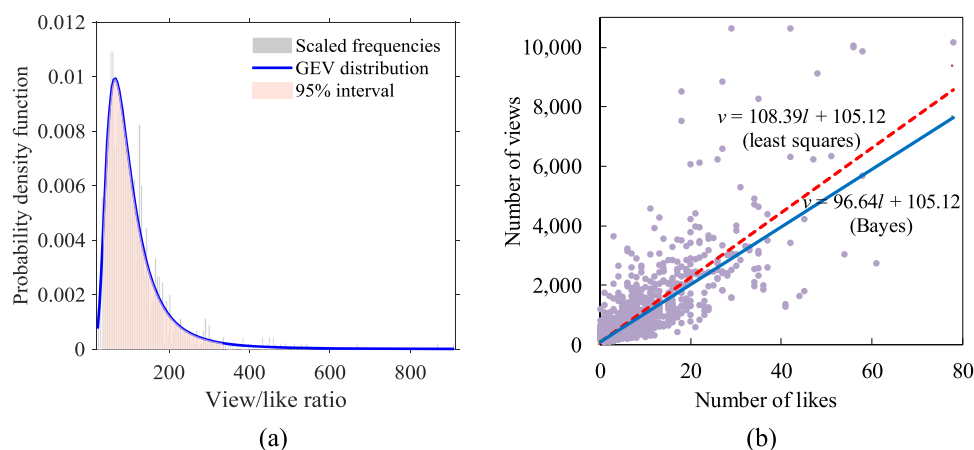 Probability density function
0.012
0.01
0.008
0.006
0.004
0.002
0
Scaled frequencies
GEV distribution
95% interval
200
400
600
800
View/like ratio
(a)
Number of views
10,000
8,000
6,000
4,000
2,000
0
v = 108.39l + 105.12
(least squares)
v = 96.64l + 105.12
(Bayes)
0
20
40
60
80
Number of likes
(b)